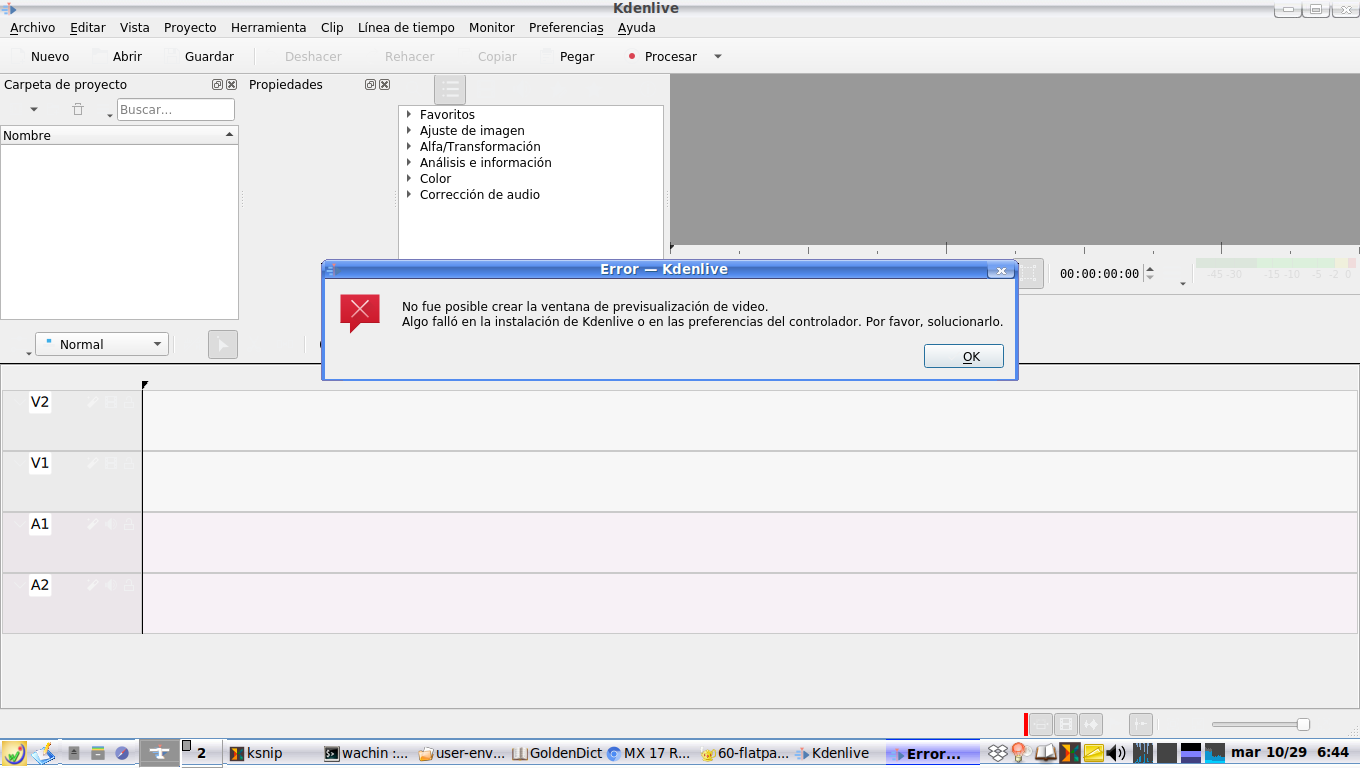 Kdenlive
Archivo Editar Vista Proyecto Herramienta Clip Línea de tiempo Monitor Preferencias Ayuda
Nuevo Abrir Guardar Deshacer Rehacer Copiar Pegar Procesar
Carpeta de proyecto Propiedades
Buscar...
Nombre
Favoritos
Ajuste de imagen
Alfa/Transformación
Análisis e información
Color
Corrección de audio
Error — Kdenlive
No fue posible crear la ventana de previsualización de video.
Algo falló en la instalación de Kdenlive o en las preferencias del controlador. Por favor, solucionarlo.
OK
00:00:00:00
-45 -30 -15 -10 -5 -2 0
Normal
V2
V1
A1
A2
2 ksnip wachin :... user-env... GoldenDict MX 17 R... 60-flatpa... Kdenlive Error... mar 10/29 6:44